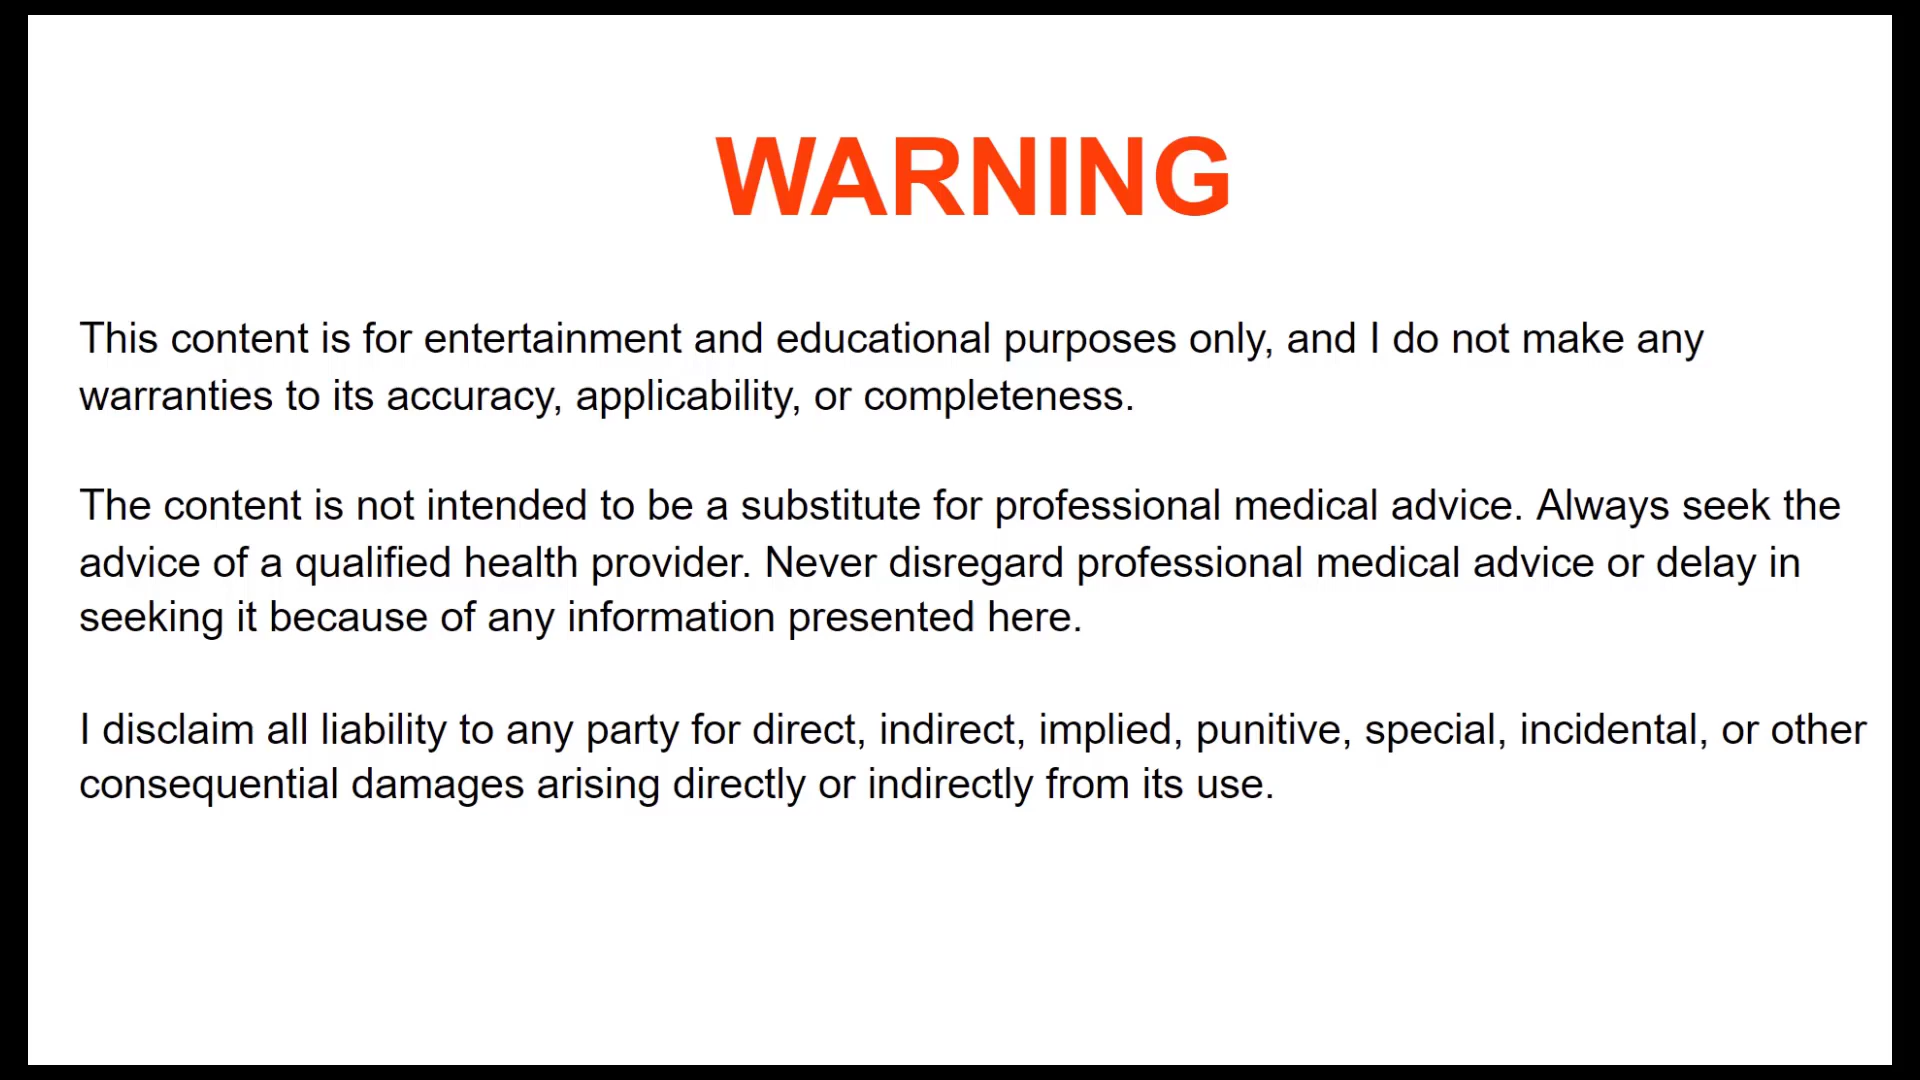 WARNING
This content is for entertainment and educational purposes only, and I do not make any
warranties to its accuracy, applicability, or completeness.
The content is not intended to be a substitute for professional medical advice. Always seek the
advice of a qualified health provider. Never disregard professional medical advice or delay in
seeking it because of any information presented here.
I disclaim all liability to any party for direct, indirect, implied, punitive, special, incidental, or other
consequential damages arising directly or indirectly from its use.